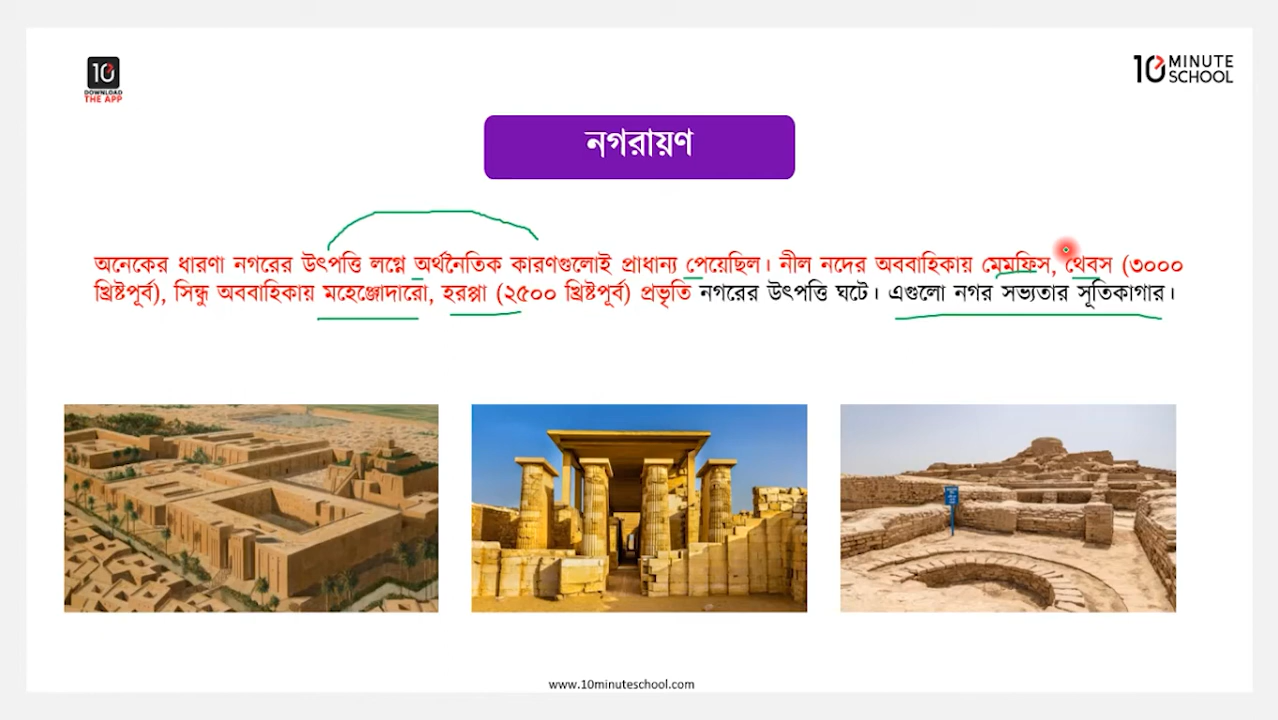 10
DOWNLOAD
THE APP
10 MINUTE
SCHOOL
নগরায়ণ
অনেকের ধারণা নগরের উৎপত্তি লগ্নে অর্থনৈতিক কারণগুলোই প্রাধান্য পেয়েছিল। নীল নদের অববাহিকায় মেমফিস, থেবস (৩০০০
খ্রিষ্টপূর্ব), সিন্ধু অববাহিকায় মহেঞ্জোদারো, হরপ্পা (২৫০০ খ্রিষ্টপূর্ব) প্রভৃতি নগরের উৎপত্তি ঘটে। এগুলো নগর সভ্যতার সূতিকাগার।
www.10minuteschool.com